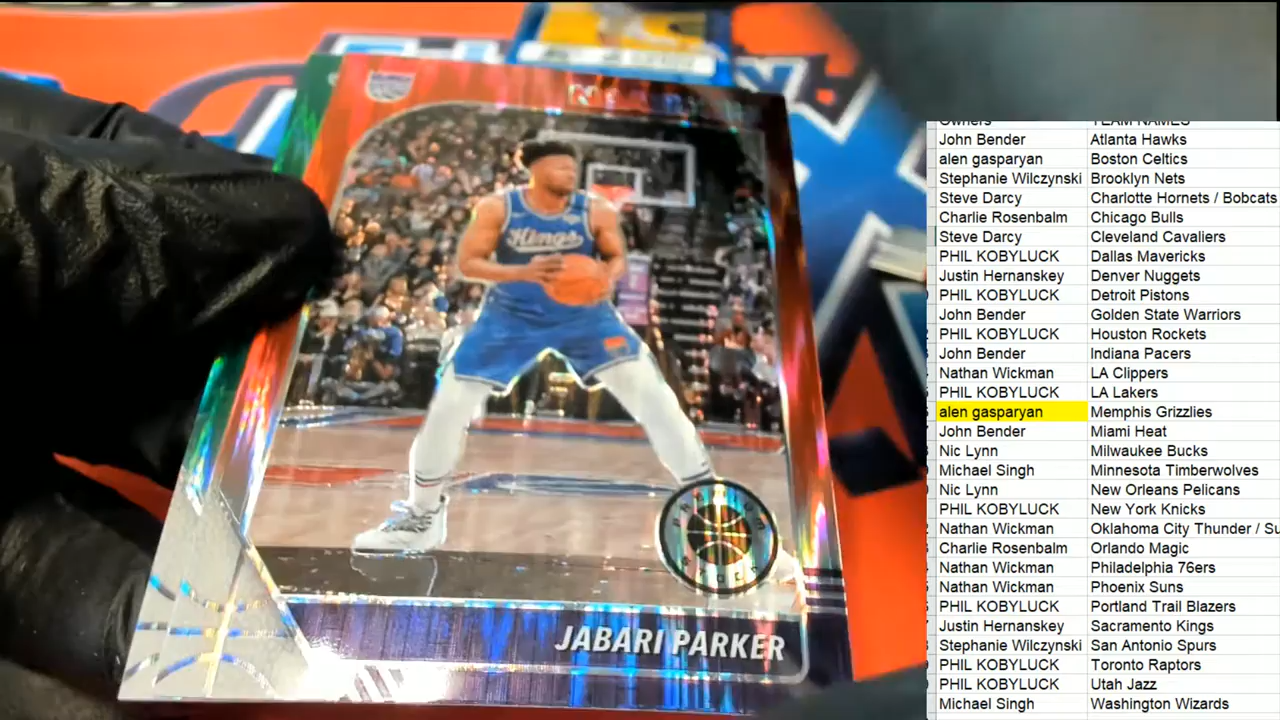 Kings
JABARI PARKER
Owners TEAM NAMES
John Bender Atlanta Hawks
alen gasparyan Boston Celtics
Stephanie Wilczynski Brooklyn Nets
Steve Darcy Charlotte Hornets / Bobcats
Charlie Rosenbalm Chicago Bulls
Steve Darcy Cleveland Cavaliers
PHIL KOBYLUCK Dallas Mavericks
Justin Hernanskey Denver Nuggets
PHIL KOBYLUCK Detroit Pistons
John Bender Golden State Warriors
PHIL KOBYLUCK Houston Rockets
John Bender Indiana Pacers
Nathan Wickman LA Clippers
PHIL KOBYLUCK LA Lakers
alen gasparyan Memphis Grizzlies
John Bender Miami Heat
Nic Lynn Milwaukee Bucks
Michael Singh Minnesota Timberwolves
Nic Lynn New Orleans Pelicans
PHIL KOBYLUCK New York Knicks
Nathan Wickman Oklahoma City Thunder / Su
Charlie Rosenbalm Orlando Magic
Nathan Wickman Philadelphia 76ers
Nathan Wickman Phoenix Suns
PHIL KOBYLUCK Portland Trail Blazers
Justin Hernanskey Sacramento Kings
Stephanie Wilczynski San Antonio Spurs
PHIL KOBYLUCK Toronto Raptors
PHIL KOBYLUCK Utah Jazz
Michael Singh Washington Wizards